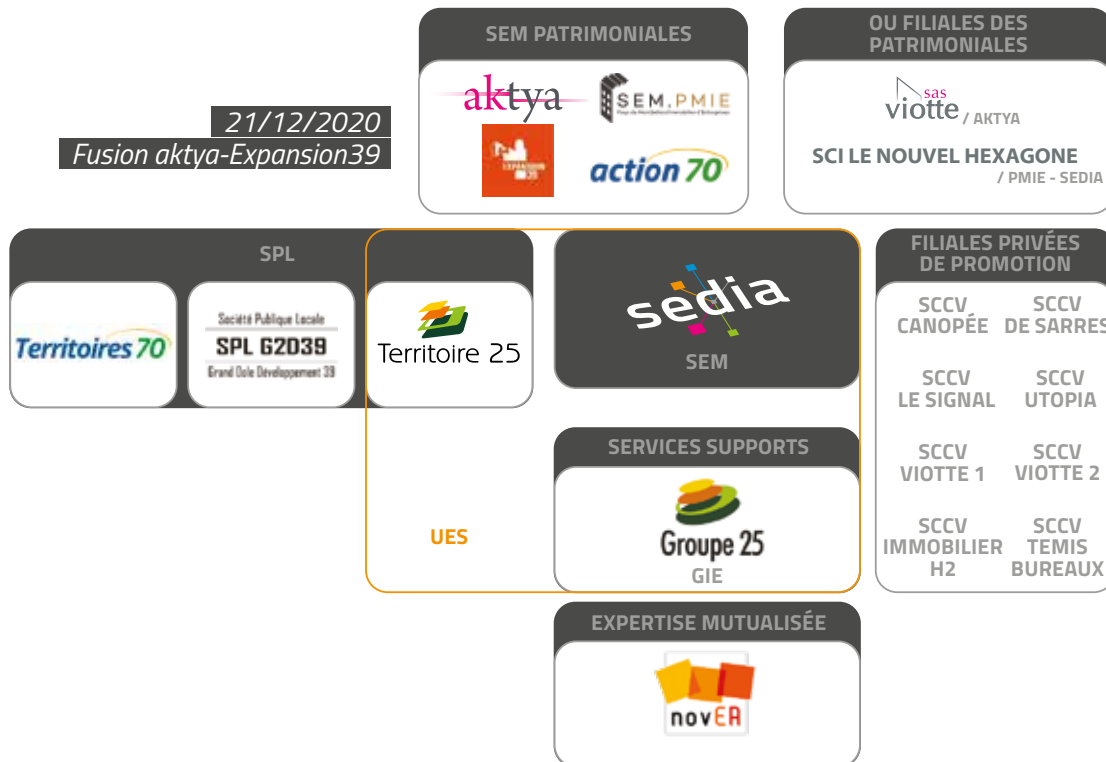 21/12/2020
Fusion aktya-Expansion39
SEM PATRIMONIALES
aktya
SEM.PMIE
EXPANSION
39
action 70
OU FILIALES DES
PATRIMONIALES
sas
viotte / AKTYA
SCI LE NOUVEL HEXAGONE
/ PMIE - SEDIA
SPL
Territoires 70
Société Publique Locale
SPL G2D39
Grand Dole Développement 39
Territoire 25
sedia
SEM
UES
SERVICES SUPPORTS
Groupe 25
GIE
EXPERTISE MUTUALISÉE
novEA
FILIALES PRIVÉES
DE PROMOTION
SCCV
CANOPÉE
SCCV
DE SARRES
SCCV
LE SIGNAL
SCCV
UTOPIA
SCCV
VIOTTE 1
SCCV
VIOTTE 2
SCCV
IMMOBILIER
H2
SCCV
TEMIS
BUREAUX